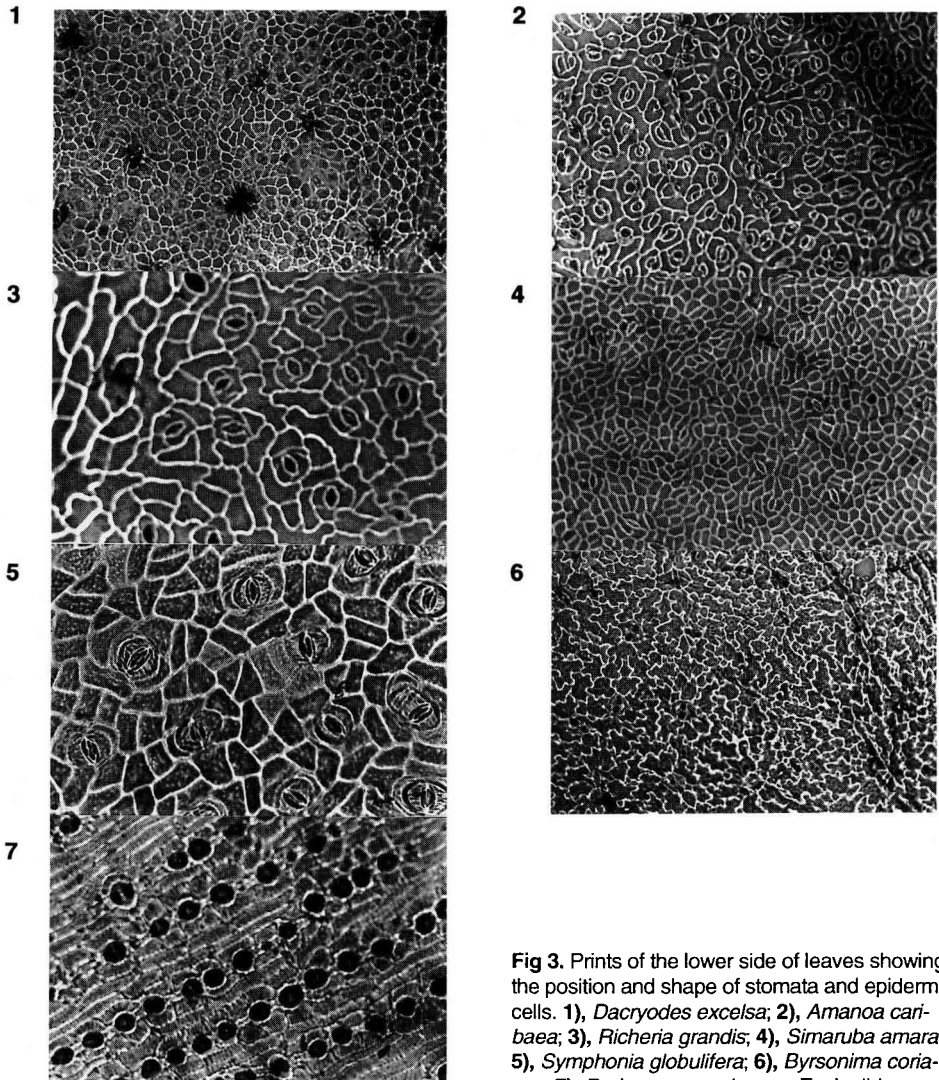 1
2
3
4
5
6
7
Fig 3. Prints of the lower side of leaves showing
the position and shape of stomata and epiderm
cells. 1), Dacryodes excelsa; 2), Amanoa cari-
baea; 3), Richeria grandis; 4), Simaruba amara
5), Symphonia globulifera; 6), Byrsonima coria-